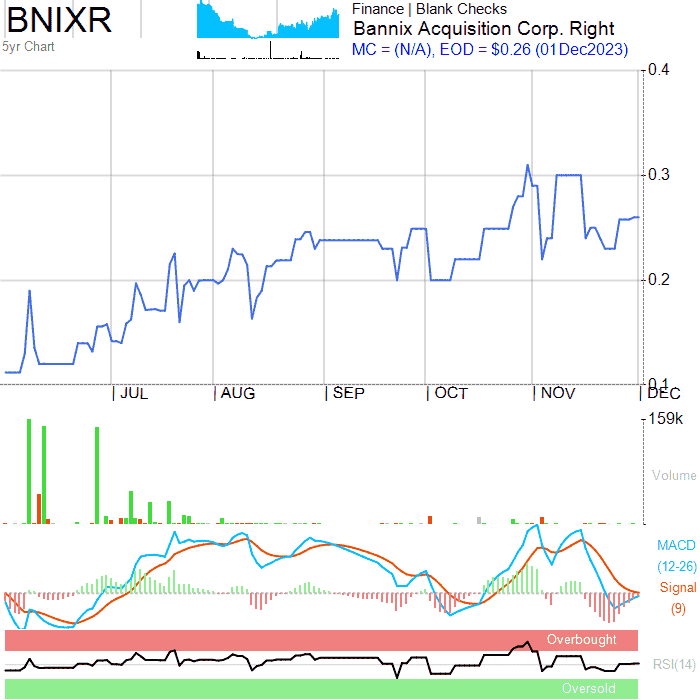 BNIXR
5yr Chart
Finance | Blank Checks
Bannix Acquisition Corp. Right
MC = (N/A), EOD = $0.26 (01Dec2023)
0.4
0.3
0.2
0.1
JUL
AUG
SEP
OCT
NOV
DEC
159k
Volume
MACD
(12-26)
Signal
(9)
Overbought
RSI(14)
Oversold